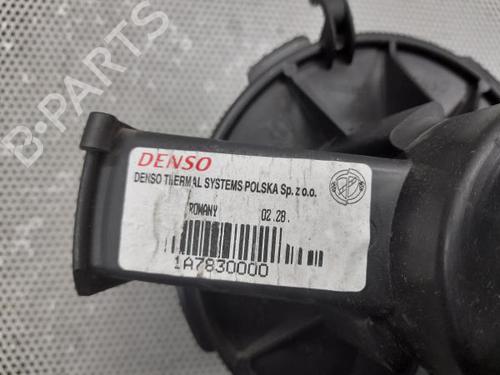 B-PARTS
DENSO
DENSO THERMAL SYSTEMS POLSKA Sp. z o.o.
ROMANY 02.28.
1A7830000